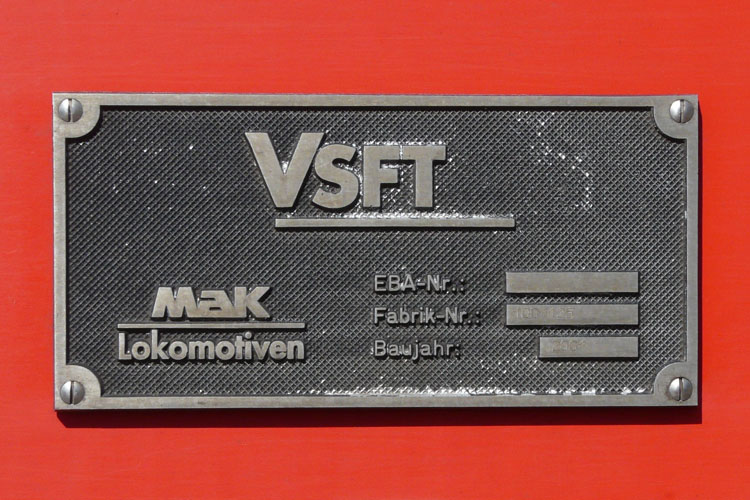 VSFT
MaK
Lokomotiven
EBA-Nr.:
Fabrik-Nr.:
Baujahr: